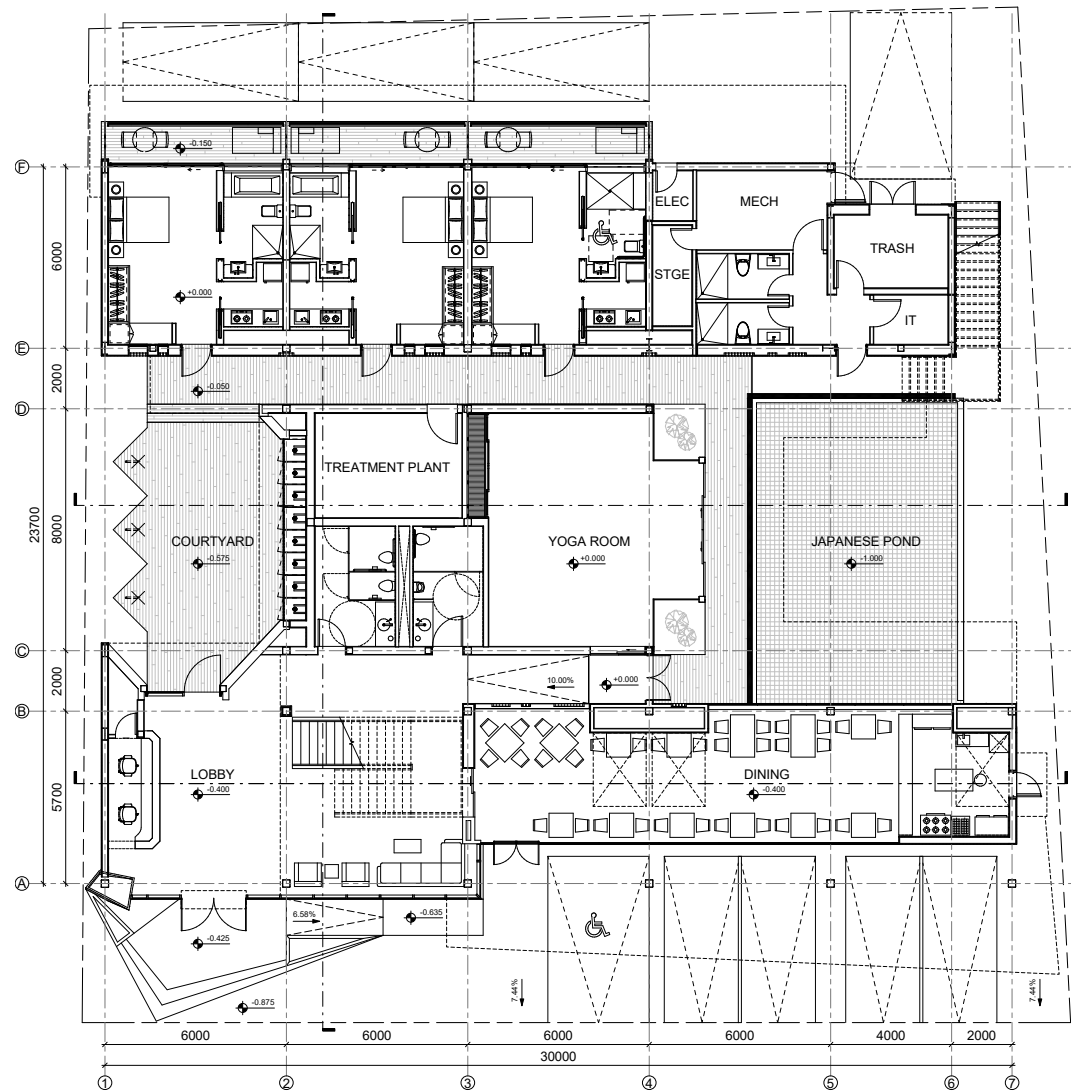 -0.150
F
ELEC
MECH
TRASH
STGE
6000
+0.000
IT
E
2000
-0.050
D
TREATMENT PLANT
23700
8000
COURTYARD
-0.575
YOGA ROOM
+0.000
JAPANESE POND
-1.000
C
2000
10.00%
+0.000
B
LOBBY
-0.400
DINING
-0.400
5700
A
6.58%
-0.635
-0.425
-0.875
7.44%
7.44%
6000
6000
6000
6000
4000
2000
30000
1
2
3
4
5
6
7